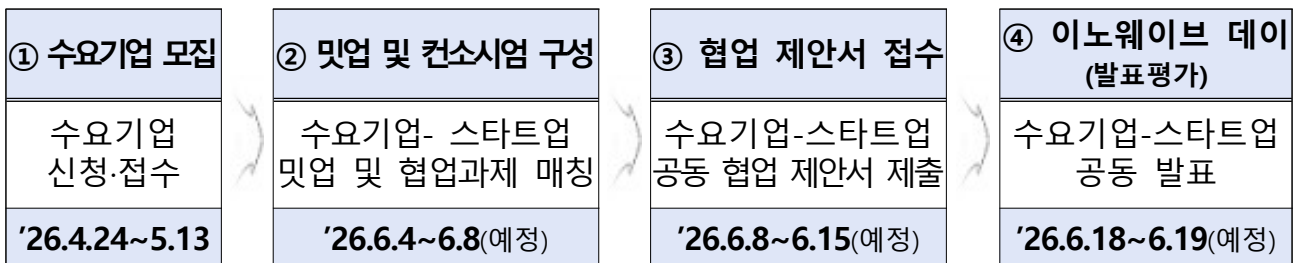 ① 수요기업 모집
수요기업
신청·접수
’26.4.24~5.13
② 밋업 및 컨소시엄 구성
수요기업- 스타트업
밋업 및 협업과제 매칭
’26.6.4~6.8(예정)
③ 협업 제안서 접수
수요기업-스타트업
공동 협업 제안서 제출
’26.6.8~6.15(예정)
④ 이노웨이브 데이
(발표평가)
수요기업-스타트업
공동 발표
’26.6.18~6.19(예정)